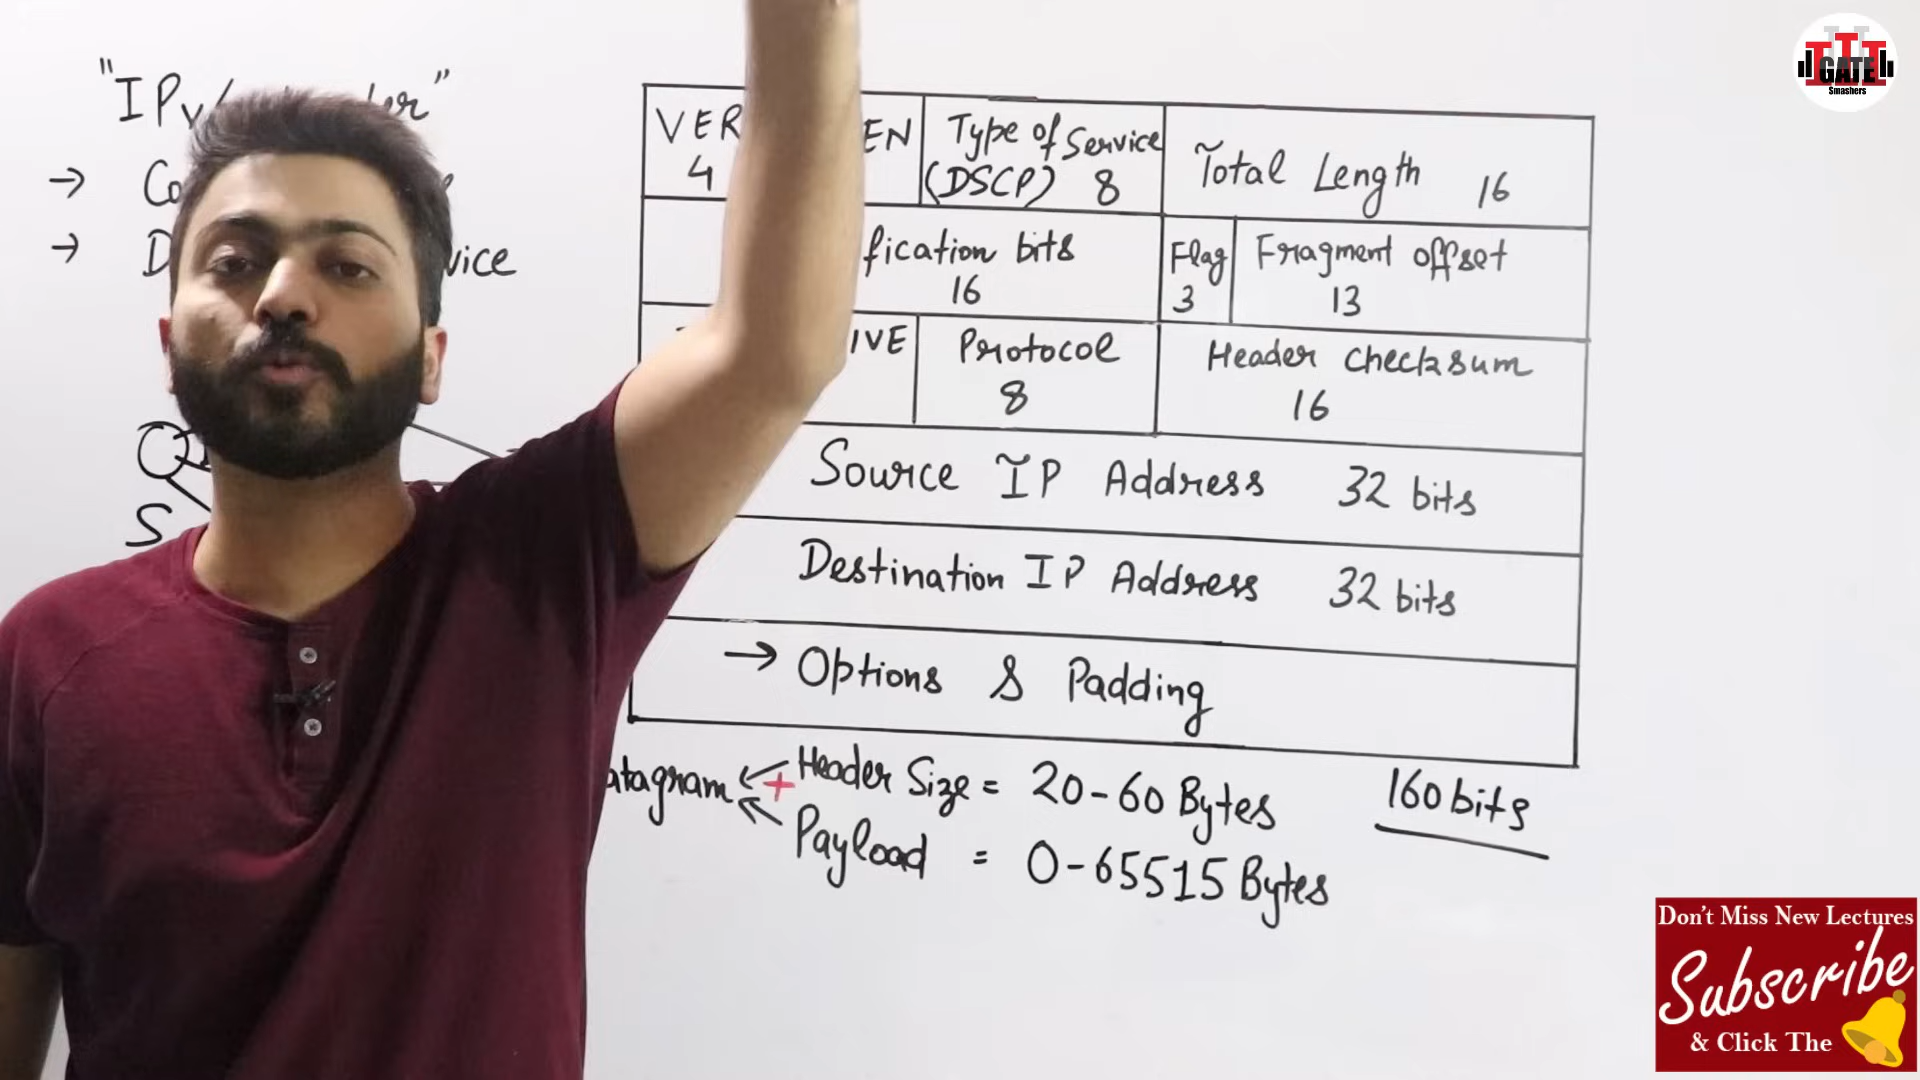 "IPv
→ Co
→ D vice
S
VER
4
EN
Type of Service
(DSCP) 8
Total Length 16
fication bits
16
Flag
3
Fragment offset
13
IVE
Protocol
8
Header checksum
16
Source IP Address 32 bits
Destination IP Address 32 bits
→ Options & Padding
atagram ← + Header Size = 20-60 Bytes
Payload = 0-65515 Bytes
160 bits
GATE
Smashers
Don't Miss New Lectures
Subscribe
& Click The